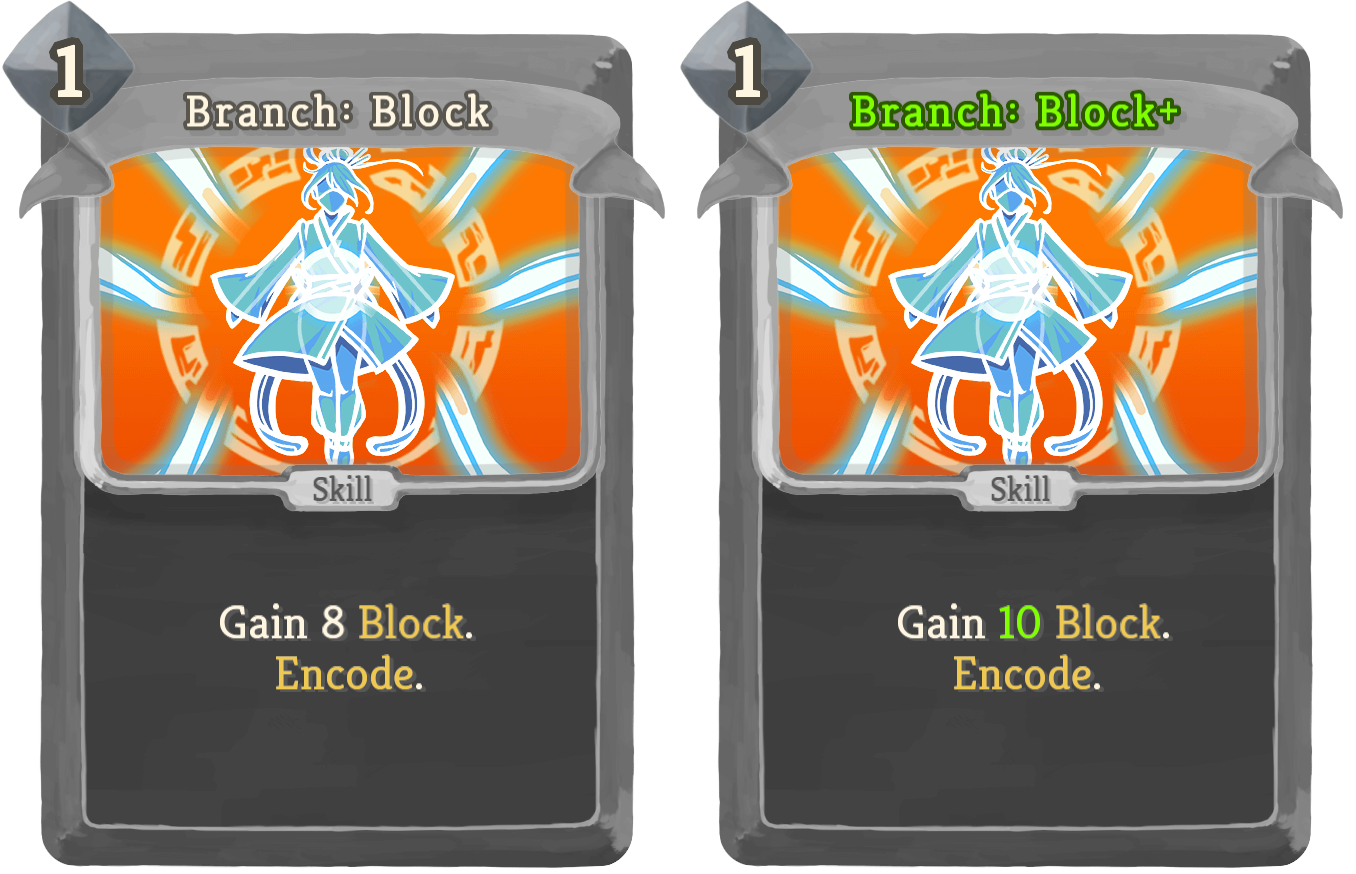 1
Branch: Block
Skill
Gain 8 Block.
Encode.
1
Branch: Block+
Skill
Gain 10 Block.
Encode.